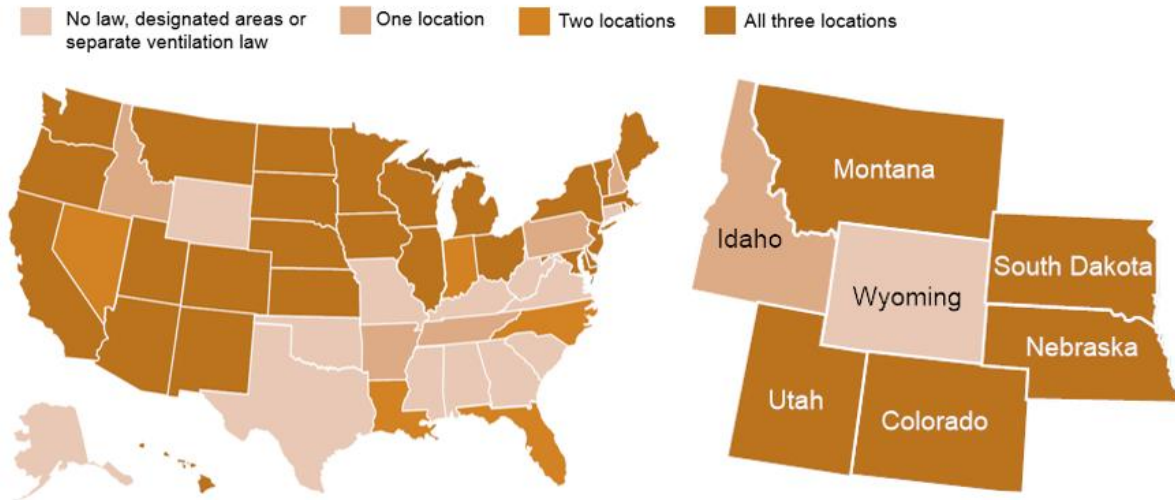 No law, designated areas or
separate ventilation law
One location
Two locations
All three locations
Montana
Idaho
Wyoming
South Dakota
Nebraska
Utah
Colorado